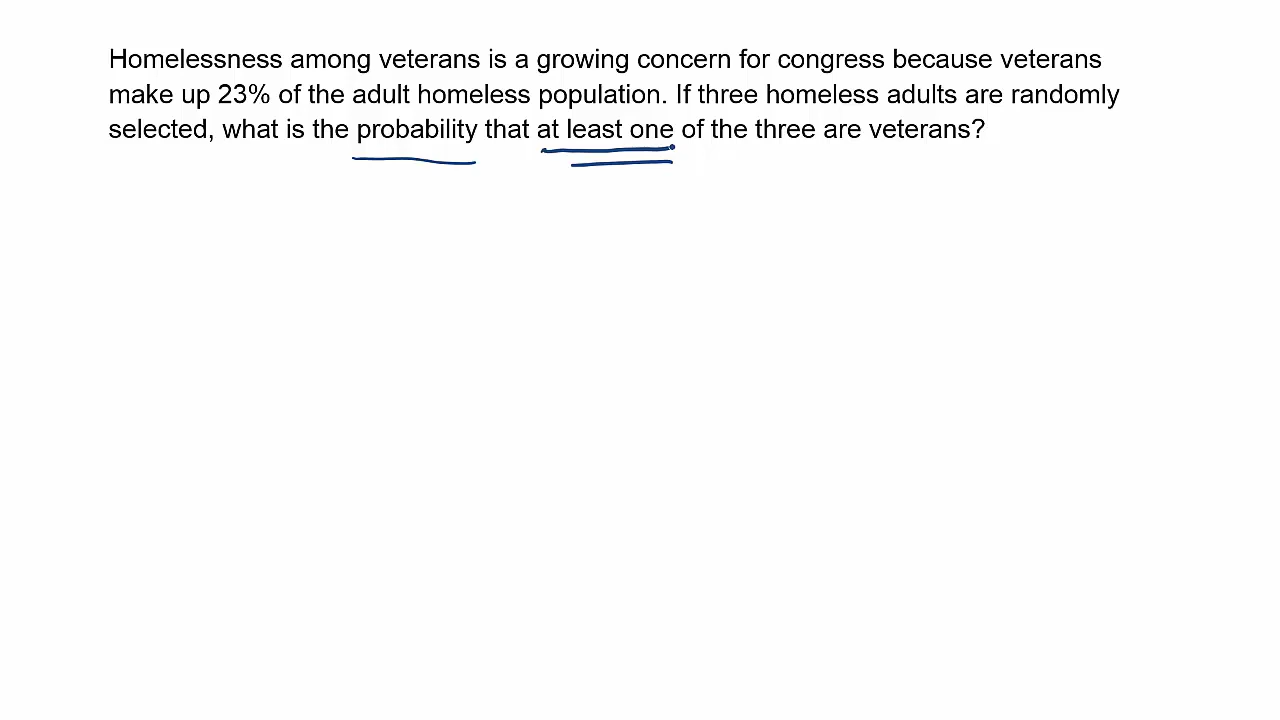 Homelessness among veterans is a growing concern for congress because veterans
make up 23% of the adult homeless population. If three homeless adults are randomly
selected, what is the probability that at least one of the three are veterans?